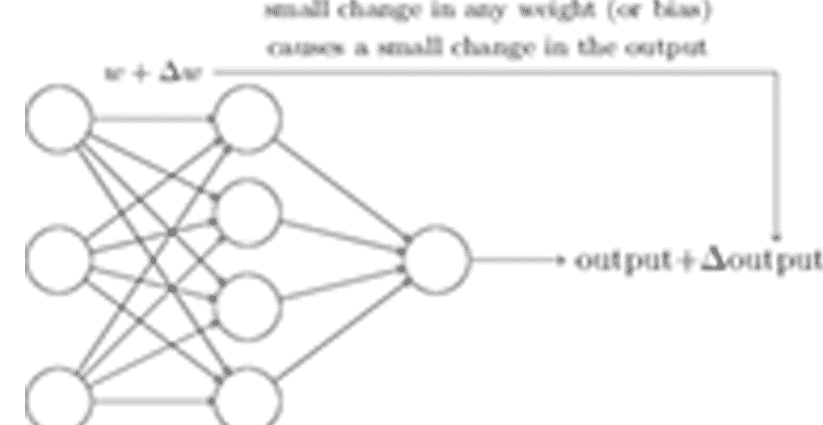 small change in any weight (or bias)
causes a small change in the output
w + Δw
output+Δoutput